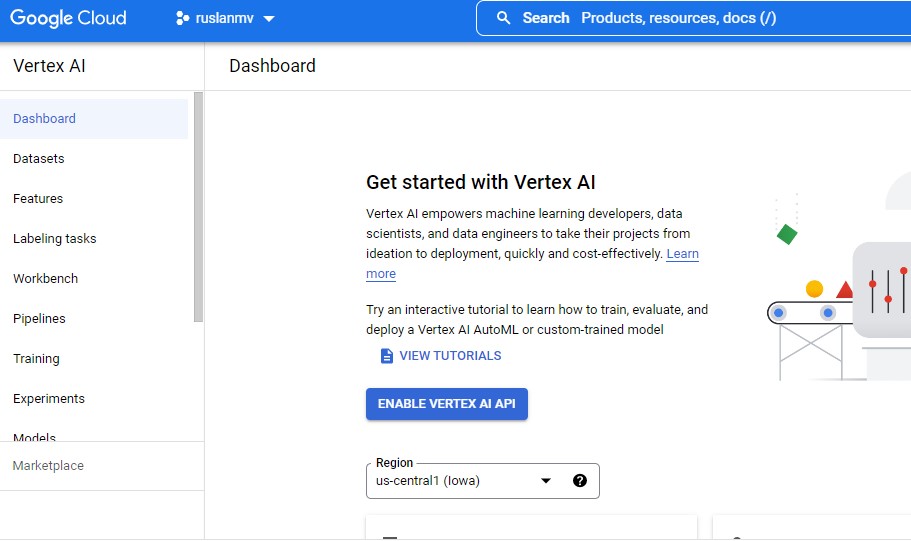 Google Cloud
ruslanmv
Search Products, resources, docs (/)
Vertex AI
Dashboard
Dashboard
Datasets
Features
Labeling tasks
Workbench
Pipelines
Training
Experiments
Models
Marketplace
Get started with Vertex AI
Vertex AI empowers machine learning developers, data
scientists, and data engineers to take their projects from
ideation to deployment, quickly and cost-effectively. Learn
more
Try an interactive tutorial to learn how to train, evaluate, and
deploy a Vertex AI AutoML or custom-trained model
VIEW TUTORIALS
ENABLE VERTEX AI API
Region
us-central1 (Iowa)